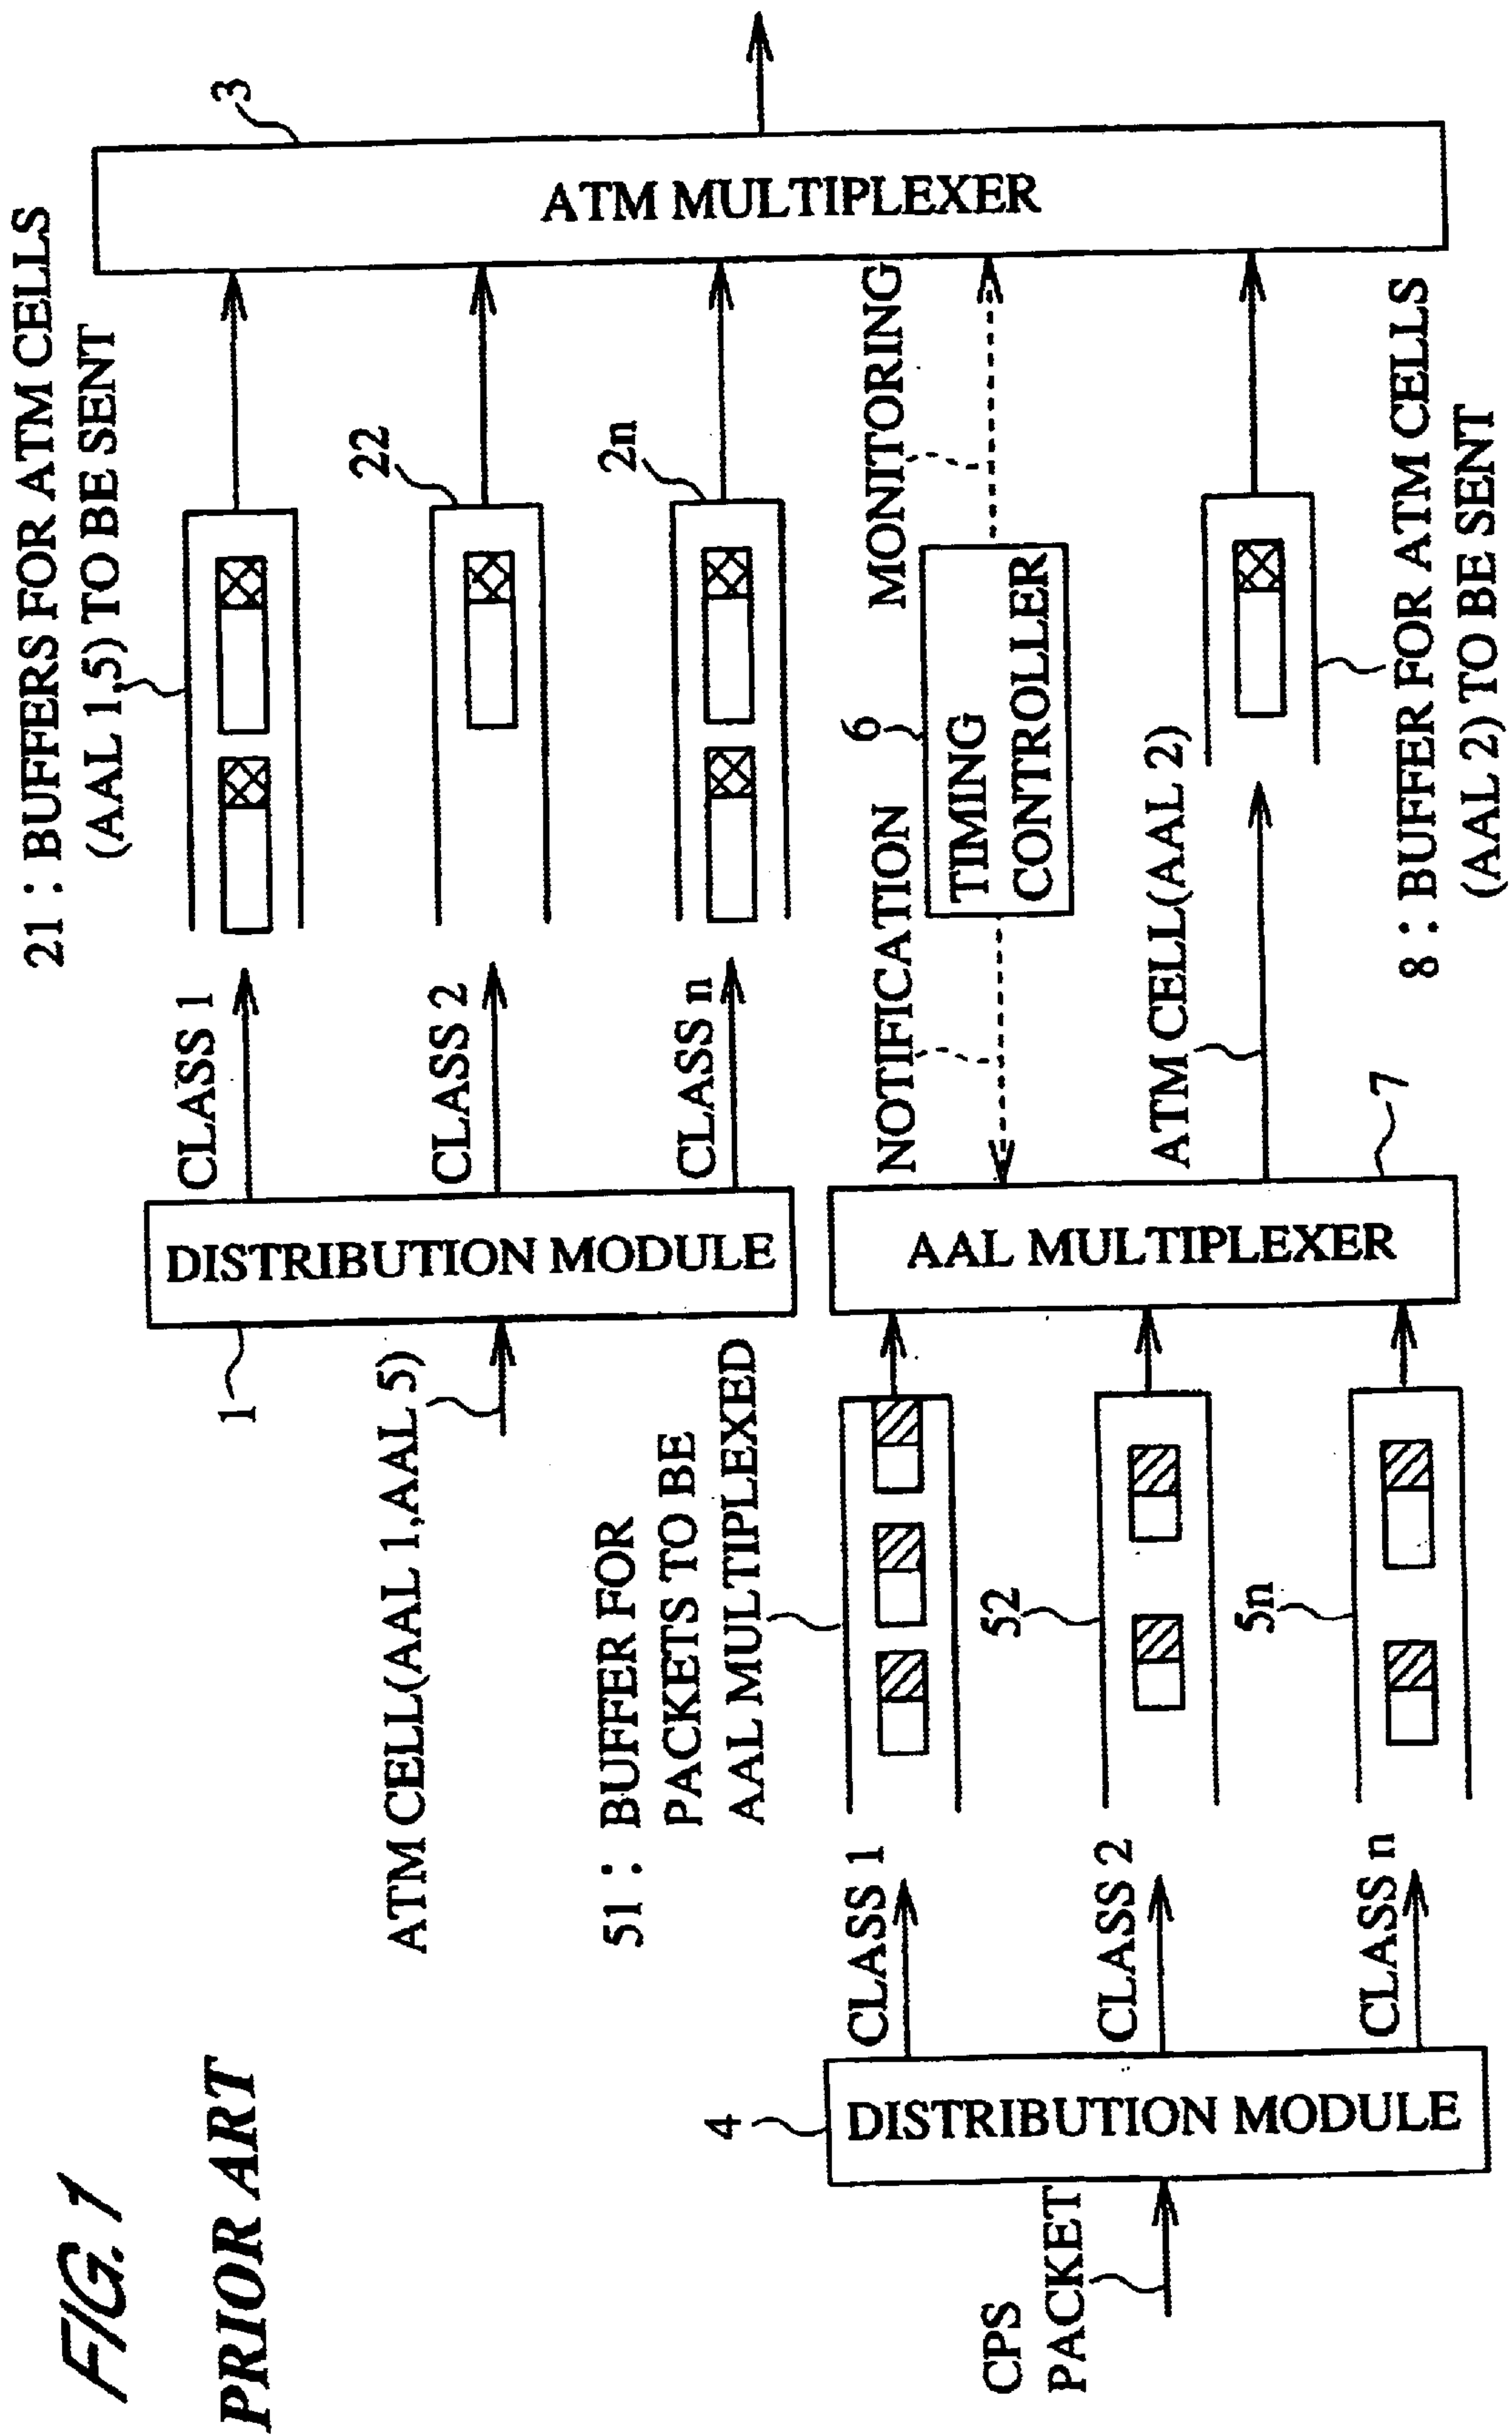 FIG. 1
PRIOR ART
21 : BUFFERS FOR ATM CELLS
(AAL 1,5) TO BE SENT
3
CLASS 1
22
CLASS 2
2n
CLASS n
DISTRIBUTION MODULE
1
ATM CELL(AAL 1,AAL 5)
ATM MULTIPLEXER
51 : BUFFER FOR
PACKETS TO BE
AAL MULTIPLEXED
NOTIFICATION
6
MONITORING
TIMING
CONTROLLER
CLASS 1
52
CLASS 2
5n
CLASS n
4
DISTRIBUTION MODULE
CPS
PACKET
AAL MULTIPLEXER
7
ATM CELL(AAL 2)
8 : BUFFER FOR ATM CELLS
(AAL 2) TO BE SENT